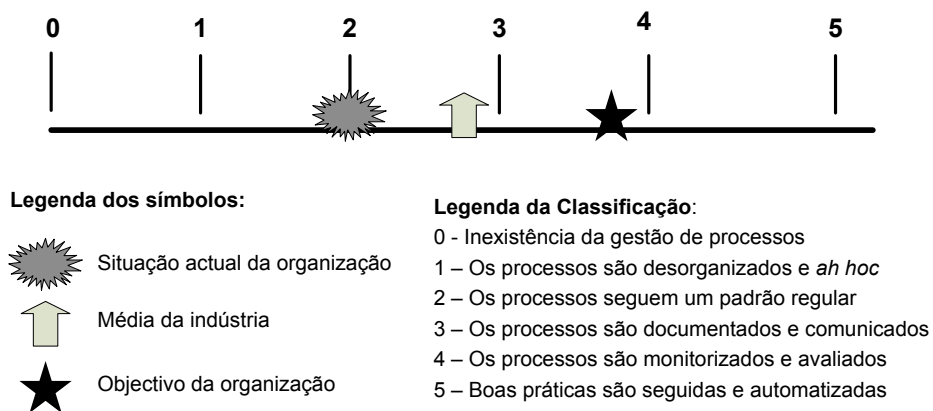 0 1 2 3 4 5
Legenda dos símbolos:
Situação actual da organização
Média da indústria
Objectivo da organização
Legenda da Classificação:
0 - Inexistência da gestão de processos
1 – Os processos são desorganizados e ah hoc
2 – Os processos seguem um padrão regular
3 – Os processos são documentados e comunicados
4 – Os processos são monitorizados e avaliados
5 – Boas práticas são seguidas e automatizadas